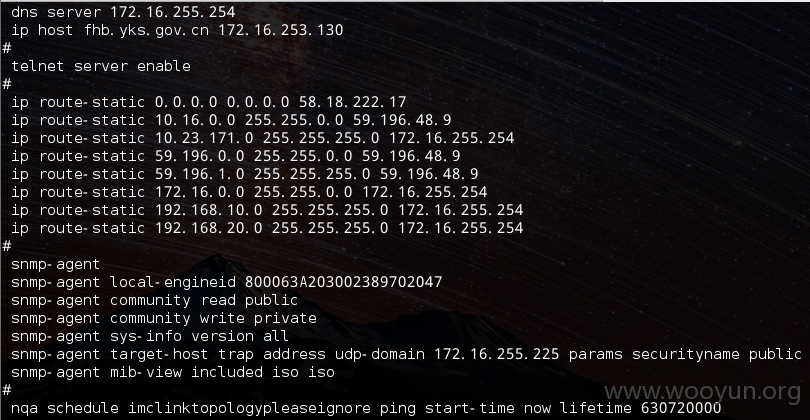 dns server 172.16.255.254
ip host fhb.yks.gov.cn 172.16.253.130
#
telnet server enable
#
ip route-static 0.0.0.0 0.0.0.0 58.18.222.17
ip route-static 10.16.0.0 255.255.0.0 59.196.48.9
ip route-static 10.23.171.0 255.255.255.0 172.16.255.254
ip route-static 59.196.0.0 255.255.0.0 59.196.48.9
ip route-static 59.196.1.0 255.255.255.0 59.196.48.9
ip route-static 172.16.0.0 255.255.0.0 172.16.255.254
ip route-static 192.168.10.0 255.255.255.0 172.16.255.254
ip route-static 192.168.20.0 255.255.255.0 172.16.255.254
#
snmp-agent
snmp-agent local-engineid 800063A203002389702047
snmp-agent community read public
snmp-agent community write private
snmp-agent sys-info version all
snmp-agent target-host trap address udp-domain 172.16.255.225 params securityname public
snmp-agent mib-view included iso iso
#
nqa schedule imclinktopologypleaseignore ping start-time now lifetime 630720000
www.wooyun.org